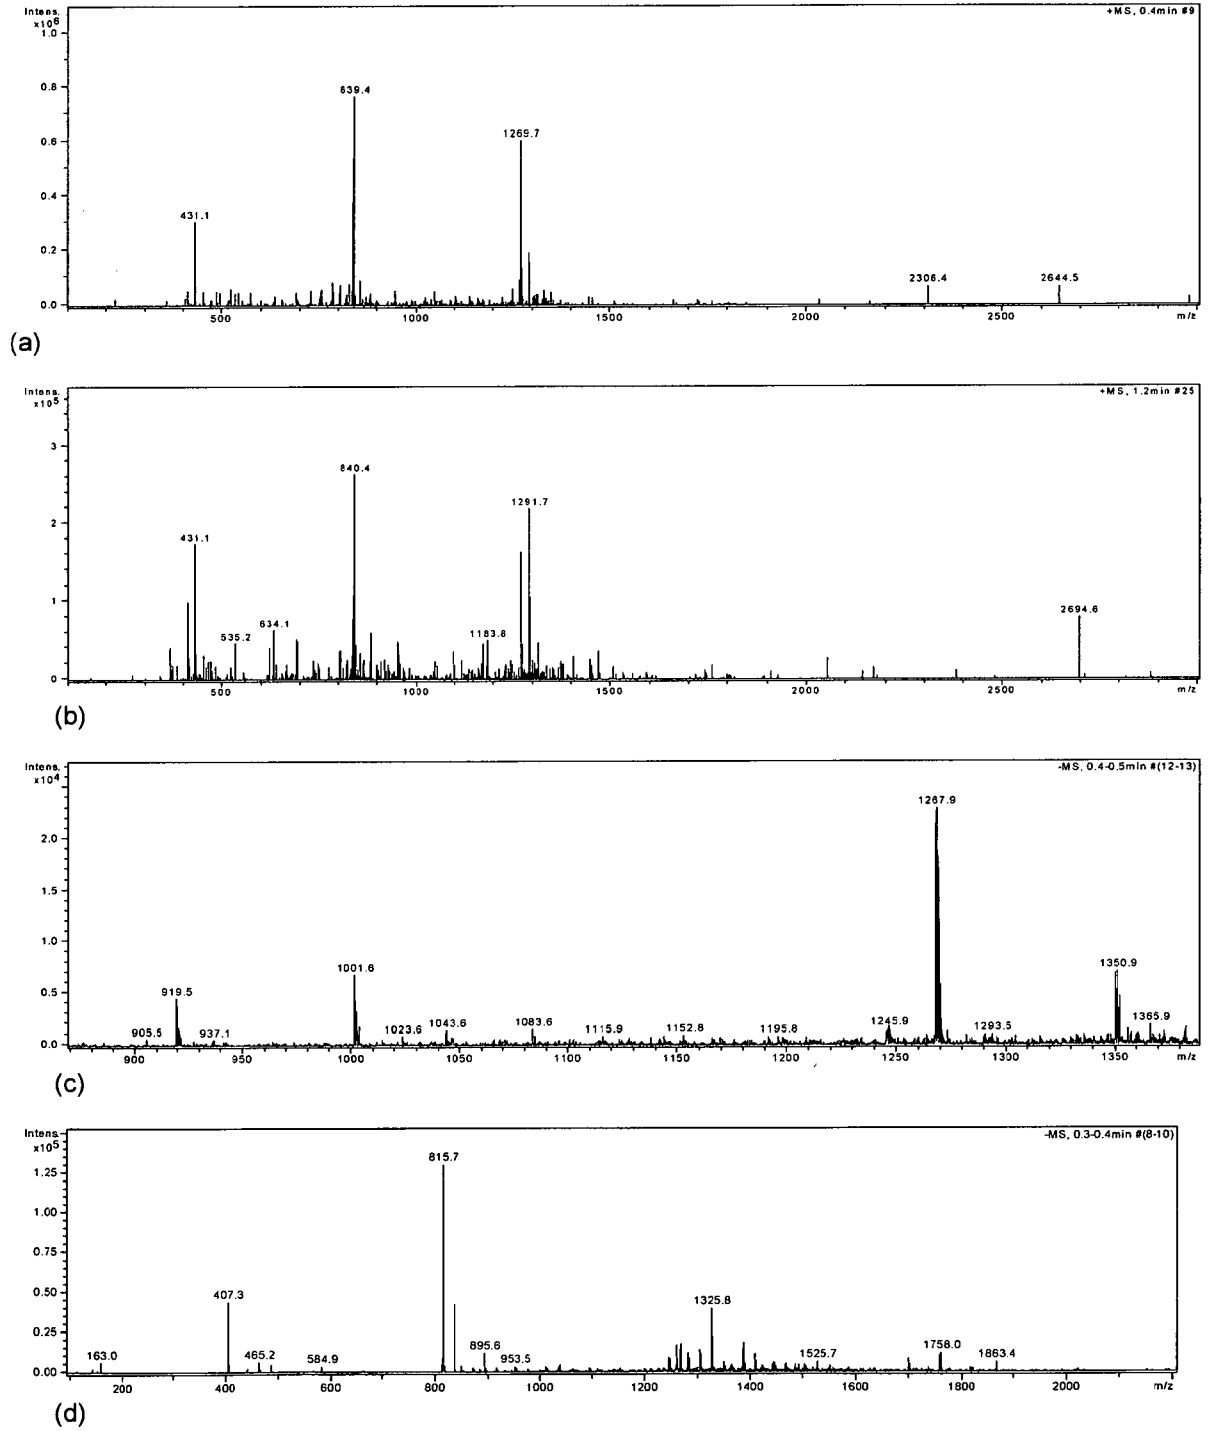 Intens.
x10⁶
+MS, 0.4min #9
1.0
0.8
839.4
0.6
1269.7
0.4
431.1
0.2
2306.4
2644.5
0.0
500 1000 1500 2000 2500 m/z
(a)
Intens.
x10⁵
+MS, 1.2min #25
3
840.4
2
1291.7
431.1
1
535.2
634.1
1183.8
2694.6
0
500 1000 1500 2000 2500 m/z
(b)
Intens.
x10⁴
-MS, 0.4-0.5min #(12-13)
1267.9
2.0
1.5
1.0
1001.6
1350.9
0.5
919.5
905.5
937.1
1023.6
1043.6
1083.6
1115.9
1152.8
1195.8
1245.9
1293.5
1365.9
0.0
900 950 1000 1050 1100 1150 1200 1250 1300 1350 m/z
(c)
Intens.
x10⁵
-MS, 0.3-0.4min #(8-10)
815.7
1.25
1.00
0.75
0.50
407.3
1325.8
0.25
163.0
465.2
584.9
895.6
953.5
1525.7
1758.0
1863.4
0.00
200 400 600 800 1000 1200 1400 1600 1800 2000 m/z
(d)